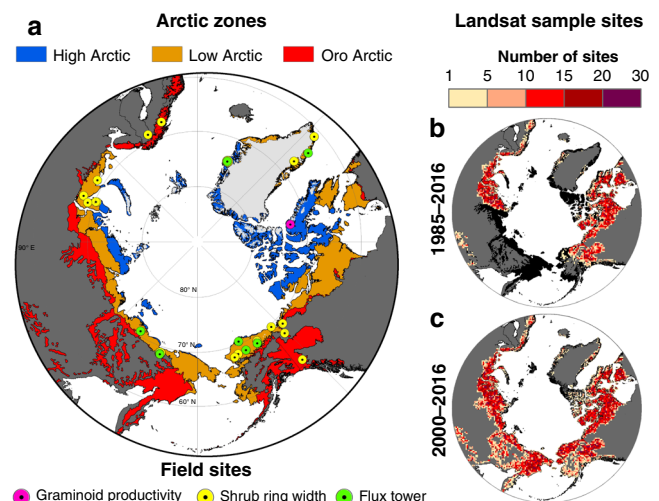 a
Arctic zones
High Arctic
Low Arctic
Oro Arctic
90° E
80° N
70° N
60° N
Field sites
Graminoid productivity
Shrub ring width
Flux tower
Landsat sample sites
Number of sites
1 5 10 15 20 30
b
1985–2016
c
2000–2016